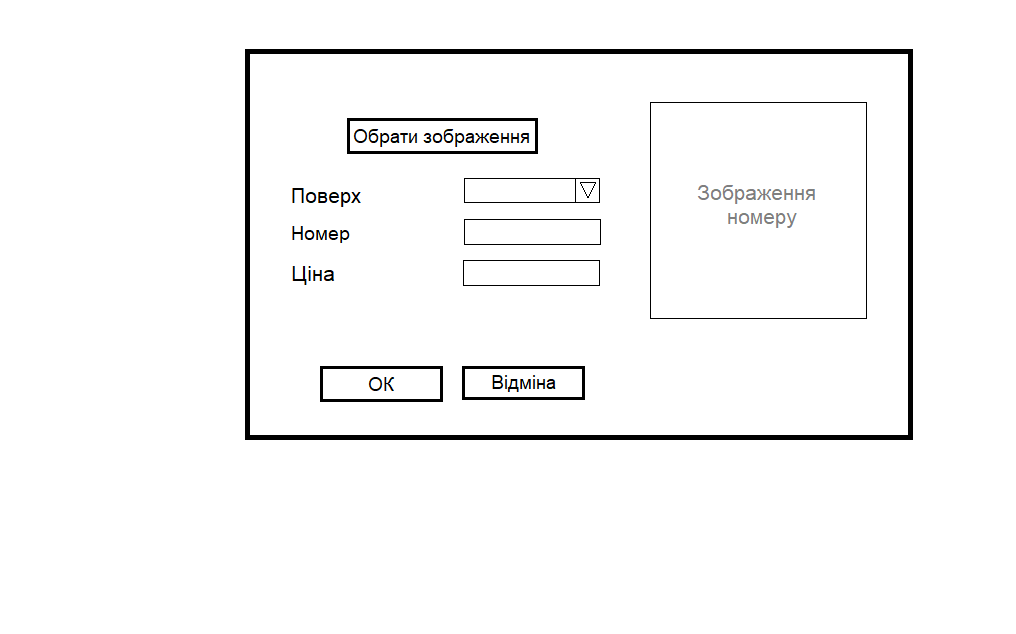 Обрати зображення
Поверх
Номер
Ціна
Зображення
номеру
ОК
Відміна